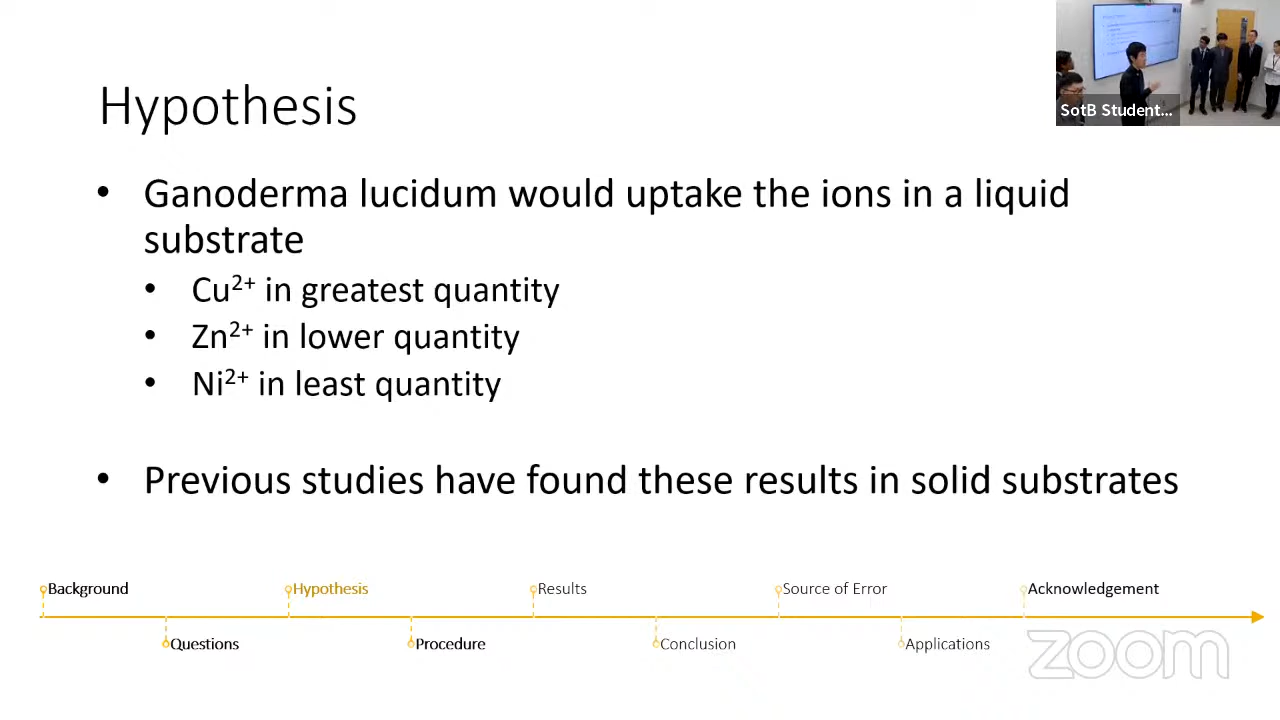 Hypothesis
• Ganoderma lucidum would uptake the ions in a liquid
substrate
• Cu²⁺ in greatest quantity
• Zn²⁺ in lower quantity
• Ni²⁺ in least quantity
• Previous studies have found these results in solid substrates
SotB Student...
Background
Hypothesis
Results
Source of Error
Acknowledgement
Questions
Procedure
Conclusion
Applications
zoom